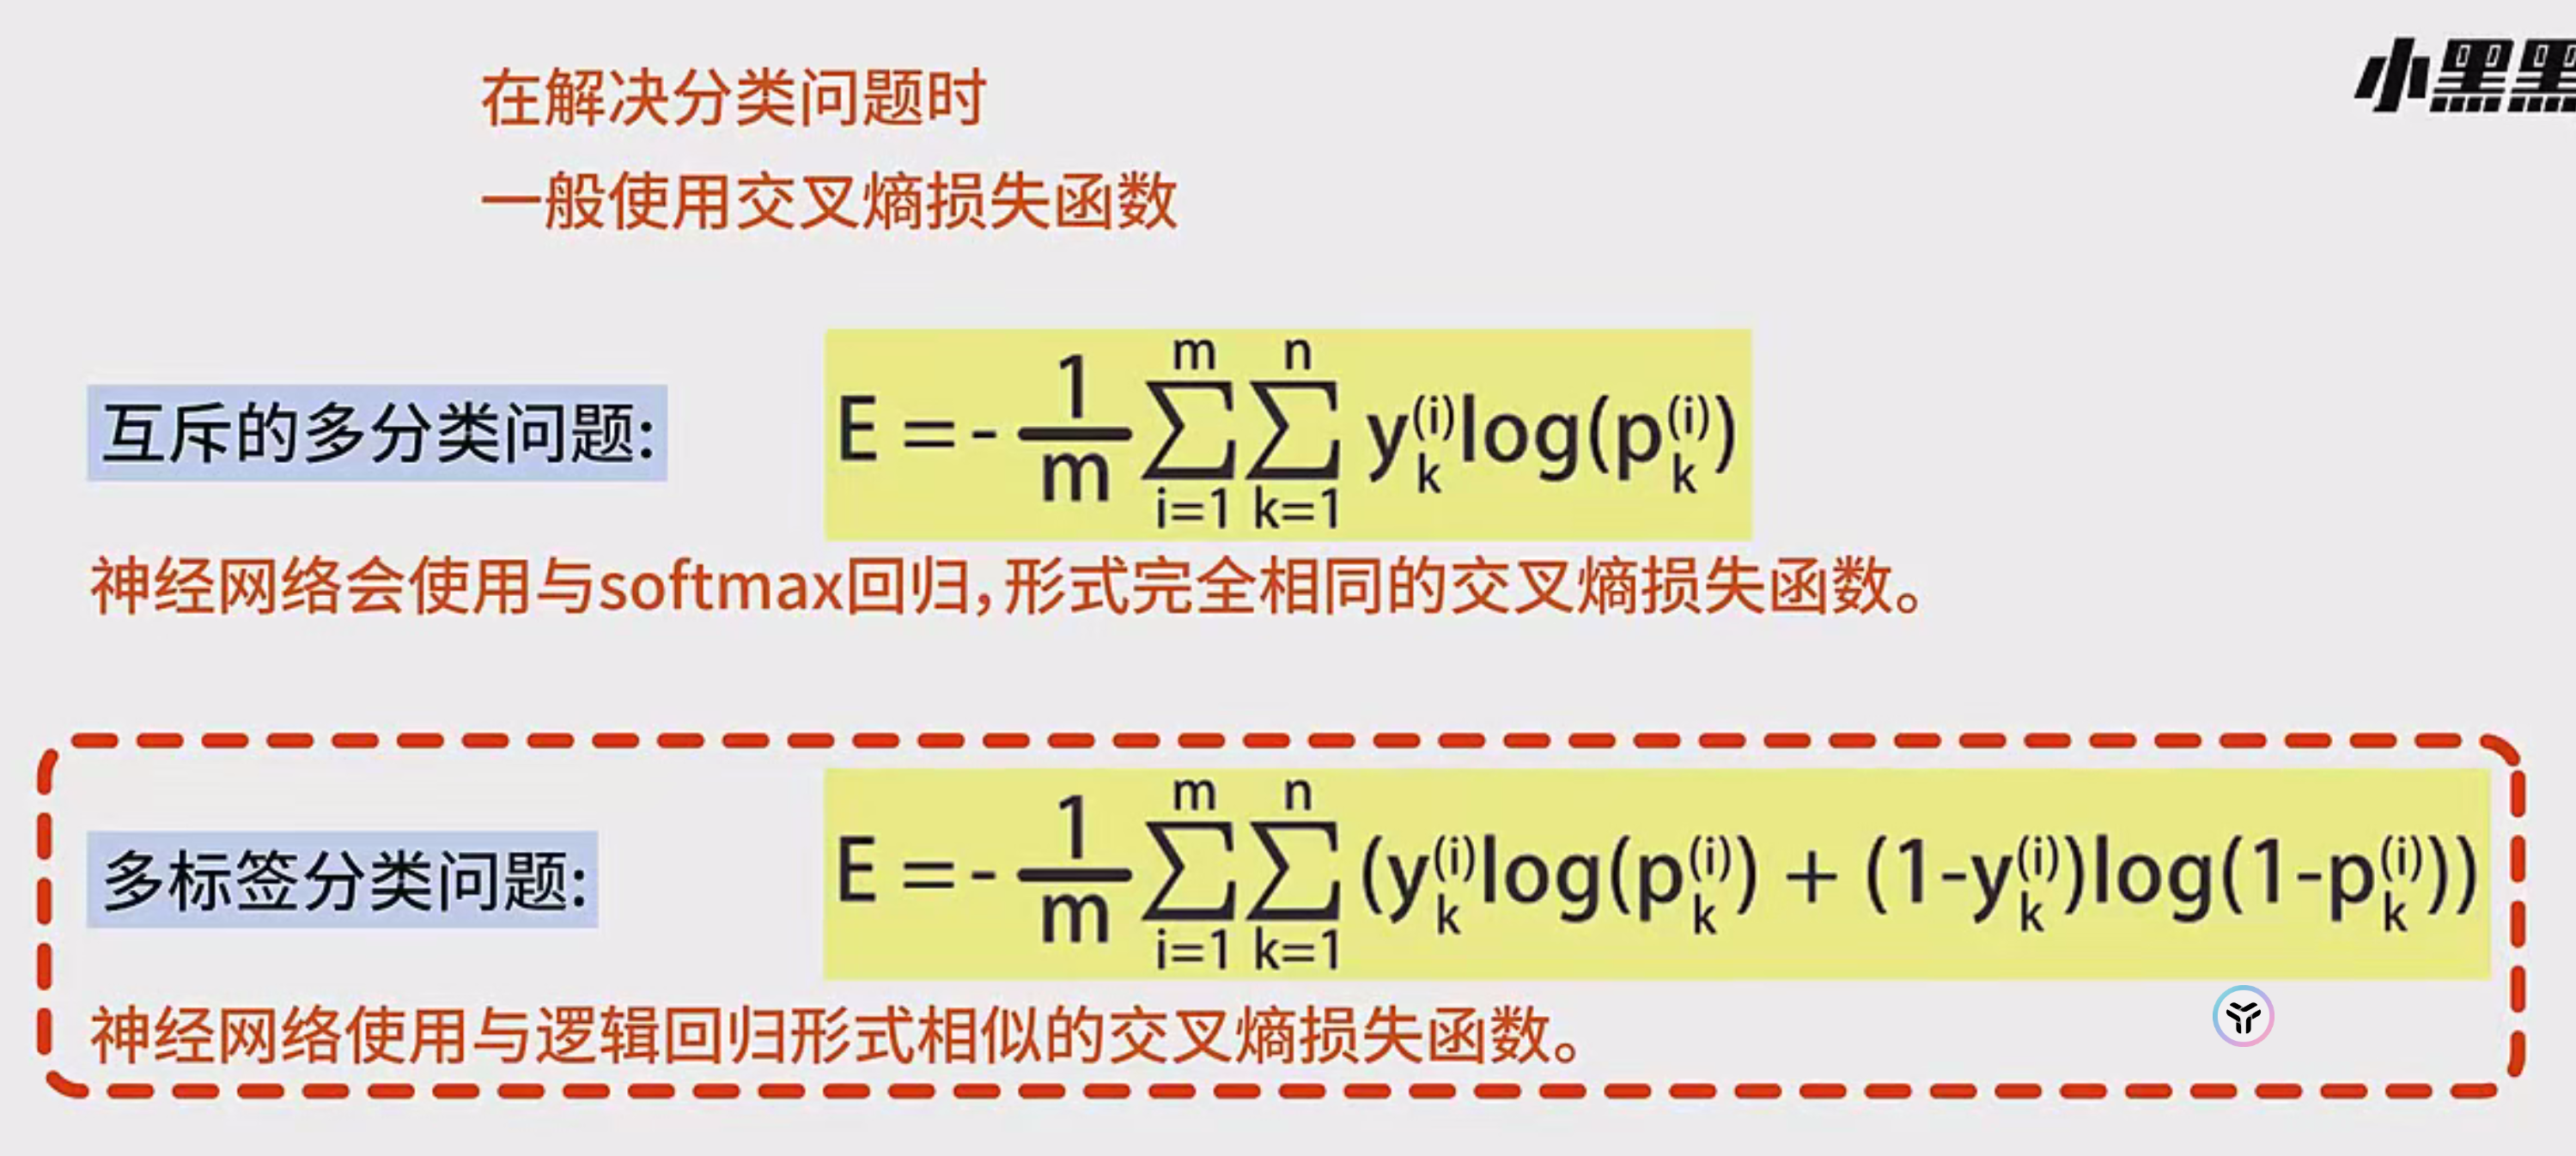 小黑黑
在解决分类问题时
一般使用交叉熵损失函数
互斥的多分类问题: E = - \frac{1}{m} \sum_{i=1}^{m} \sum_{k=1}^{n} y_k^{(i)} log(p_k^{(i)})
神经网络会使用与softmax回归,形式完全相同的交叉熵损失函数。
多标签分类问题: E = - \frac{1}{m} \sum_{i=1}^{m} \sum_{k=1}^{n} (y_k^{(i)} log(p_k^{(i)}) + (1-y_k^{(i)})log(1-p_k^{(i)}))
神经网络使用与逻辑回归形式相似的交叉熵损失函数。